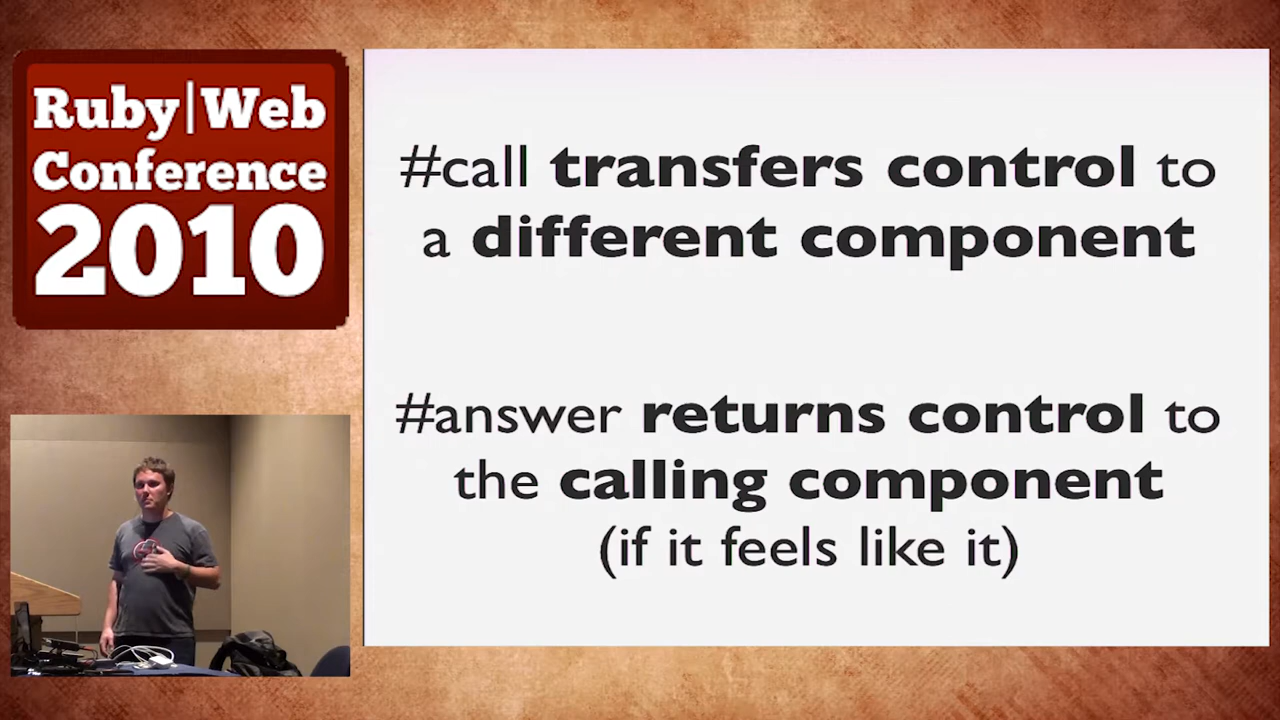 Ruby|Web
Conference
2010
#call transfers control to
a different component
#answer returns control to
the calling component
(if it feels like it)